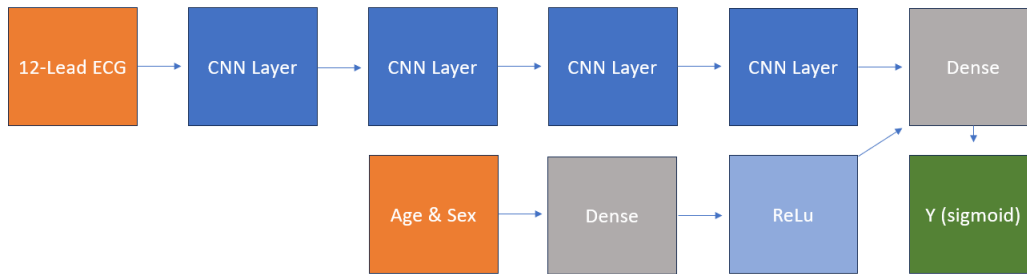 12-Lead ECG
CNN Layer
CNN Layer
CNN Layer
CNN Layer
Dense
Age & Sex
Dense
ReLu
Y (sigmoid)